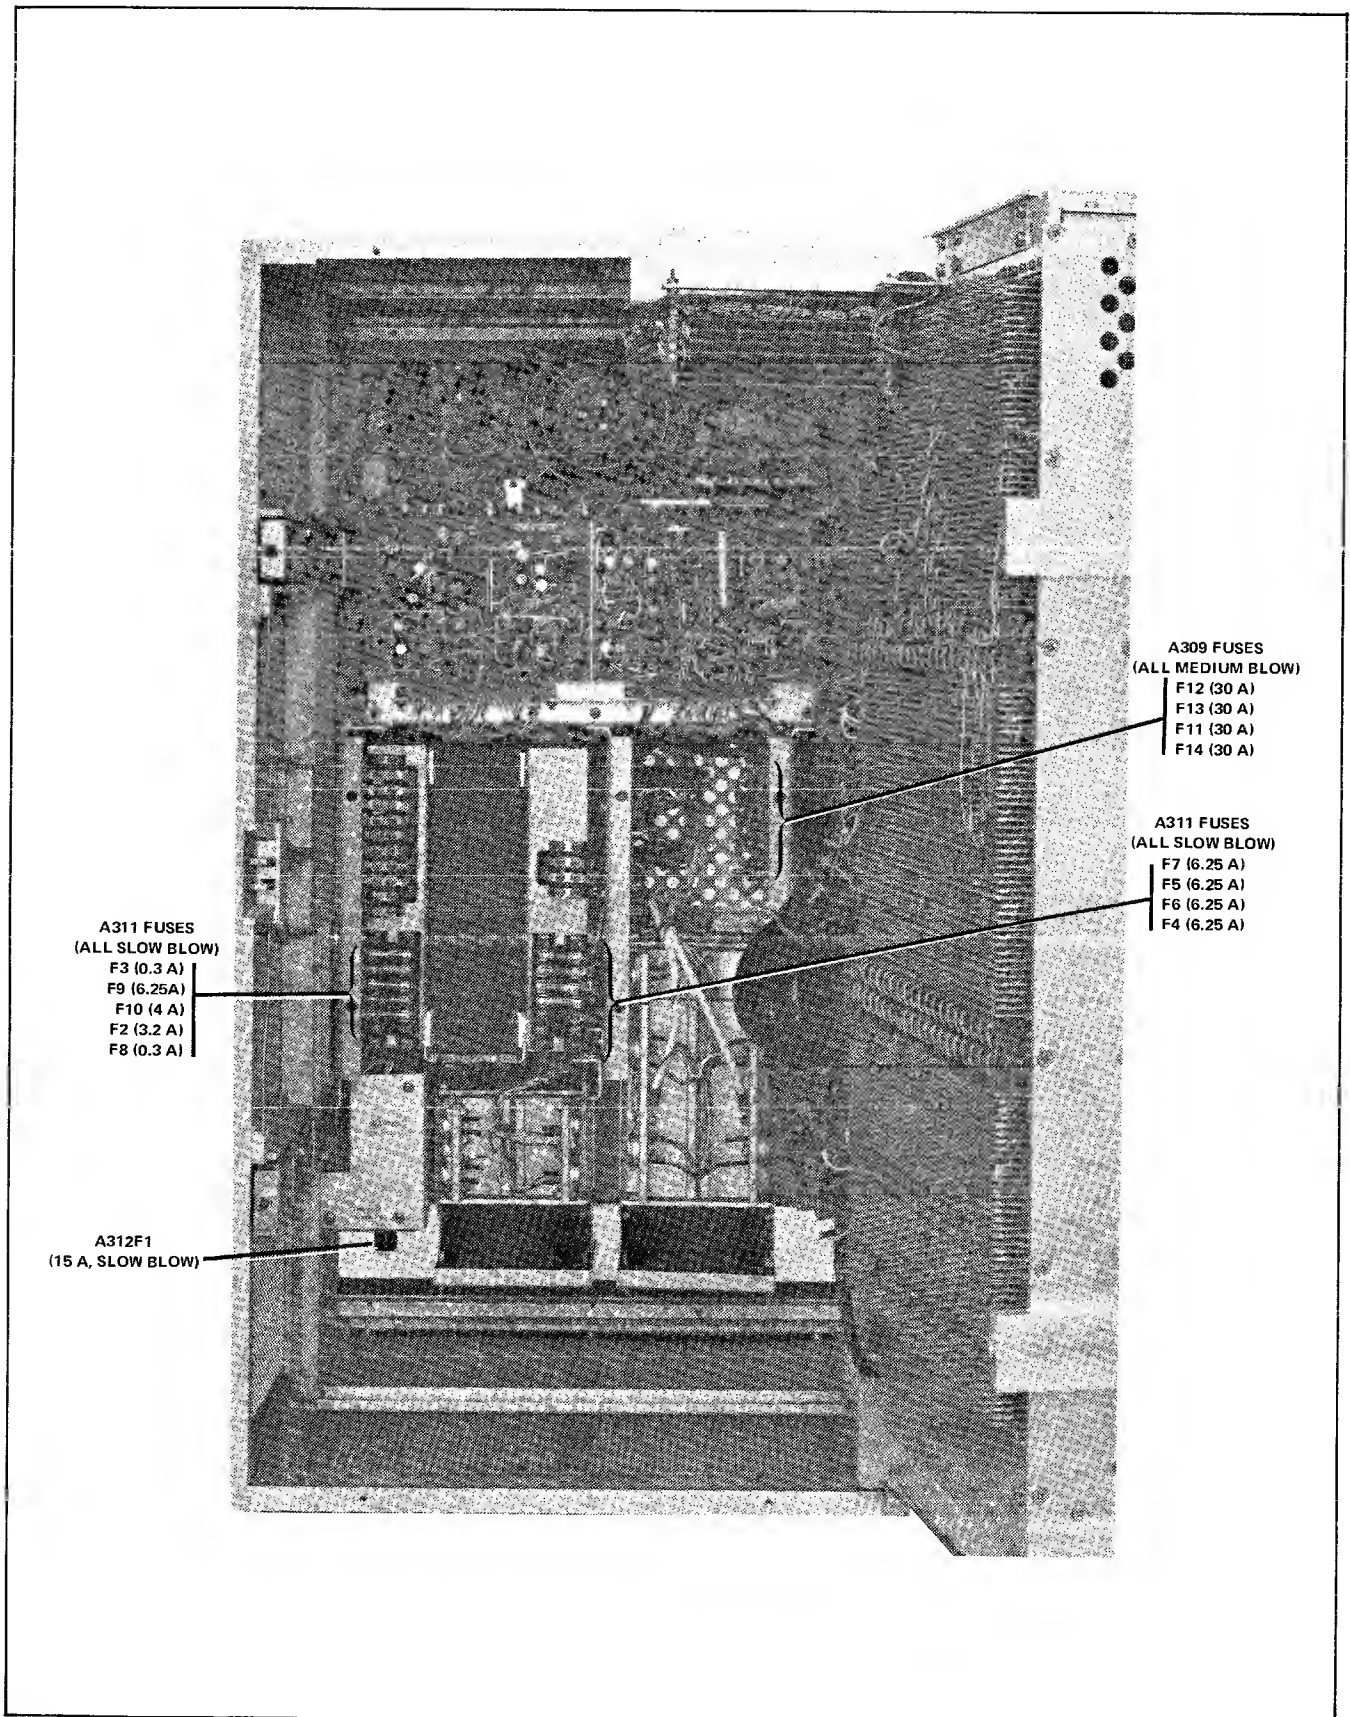 A309 FUSES
(ALL MEDIUM BLOW)
F12 (30 A)
F13 (30 A)
F11 (30 A)
F14 (30 A)
A311 FUSES
(ALL SLOW BLOW)
F7 (6.25 A)
F5 (6.25 A)
F6 (6.25 A)
F4 (6.25 A)
A311 FUSES
(ALL SLOW BLOW)
F3 (0.3 A)
F9 (6.25A)
F10 (4 A)
F2 (3.2 A)
F8 (0.3 A)
A312F1
(15 A, SLOW BLOW)